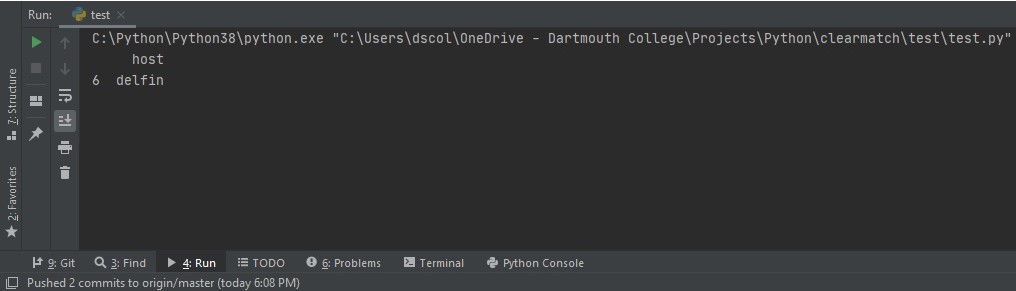 Run: test
C:\Python\Python38\python.exe "C:\Users\dscol\OneDrive - Dartmouth College\Projects\Python\clearmatch\test\test.py"
host
6 delfin
7: Structure
2: Favorites
9: Git 3: Find 4: Run TODO 6: Problems Terminal Python Console
Pushed 2 commits to origin/master (today 6:08 PM)